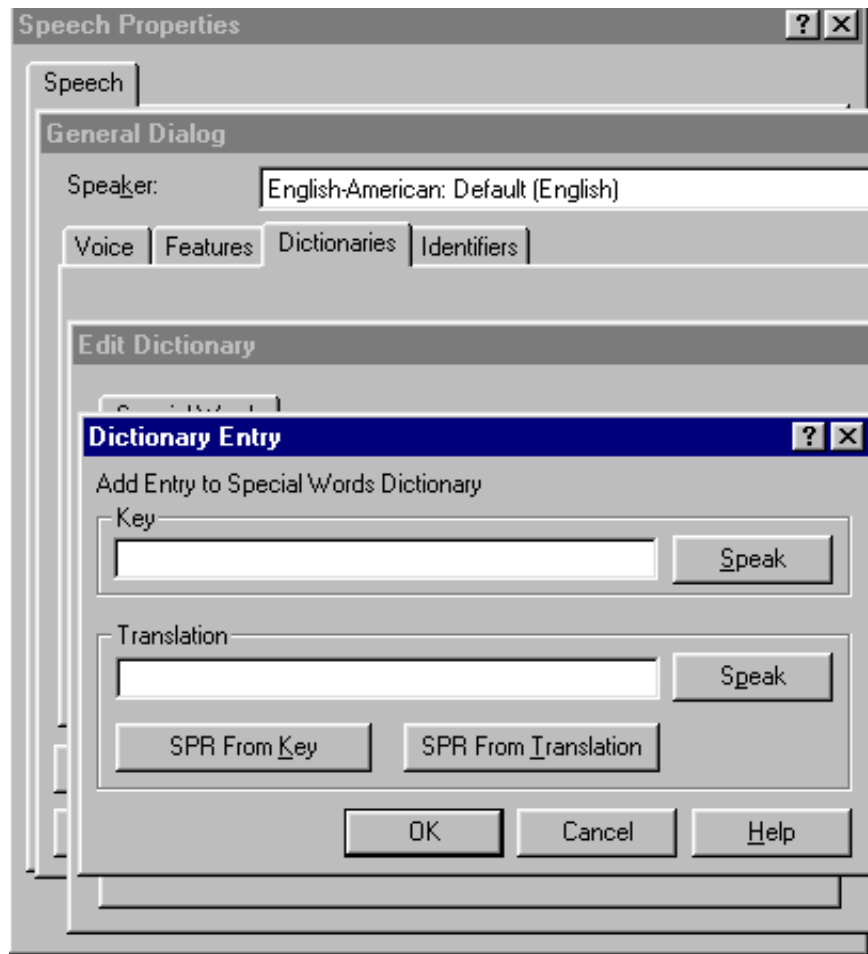 Speech Properties
Speech
General Dialog
Speaker:
English-American: Default (English)
Voice
Features
Dictionaries
Identifiers
Edit Dictionary
Dictionary Entry
Add Entry to Special Words Dictionary
Key
Speak
Translation
Speak
SPR From Key
SPR From Translation
OK
Cancel
Help